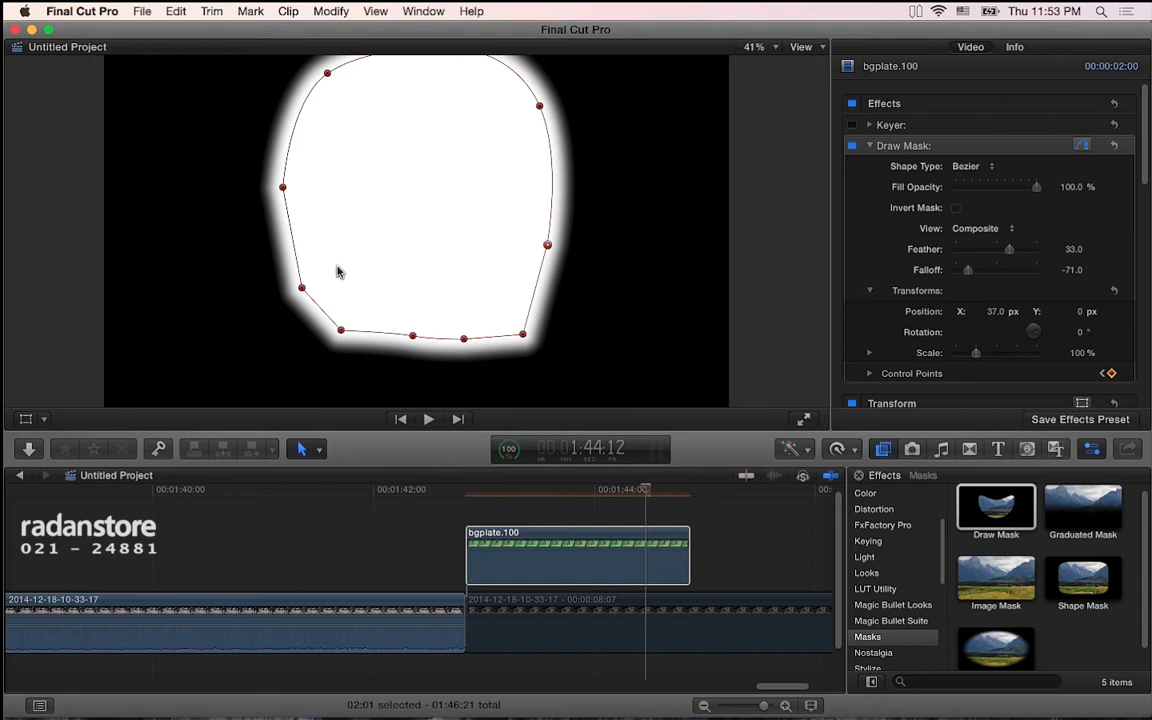 Final Cut Pro File Edit Trim Mark Clip Modify View Window Help Thu 11:53 PM
Final Cut Pro
Untitled Project 41% View Video Info
bgplate.100 00:00:02:00
Effects
Keyer:
Draw Mask:
Shape Type: Bezier
Fill Opacity: 100.0 %
Invert Mask:
View: Composite
Feather: 33.0
Falloff: -71.0
Transforms:
Position: X: 37.0 px Y: 0 px
Rotation: 0 °
Scale: 100 %
Control Points
Transform
Save Effects Preset
100 1:44:12
HR MIN SEC FR
Untitled Project Effects Masks
00:01:40:00 00:01:42:00 00:01:44:00 00:
Color
Distortion
FxFactory Pro
Keying
Light
Looks
LUT Utility
Magic Bullet Looks
Magic Bullet Suite
Masks
Nostalgia
Stylize
Draw Mask Graduated Mask
Image Mask Shape Mask
radanstore
021 - 24881
bgplate.100
2014-12-18-10-33-17 2014-12-18-10-33-17 - 00:00:08:07
02:01 selected - 01:46:21 total 5 items